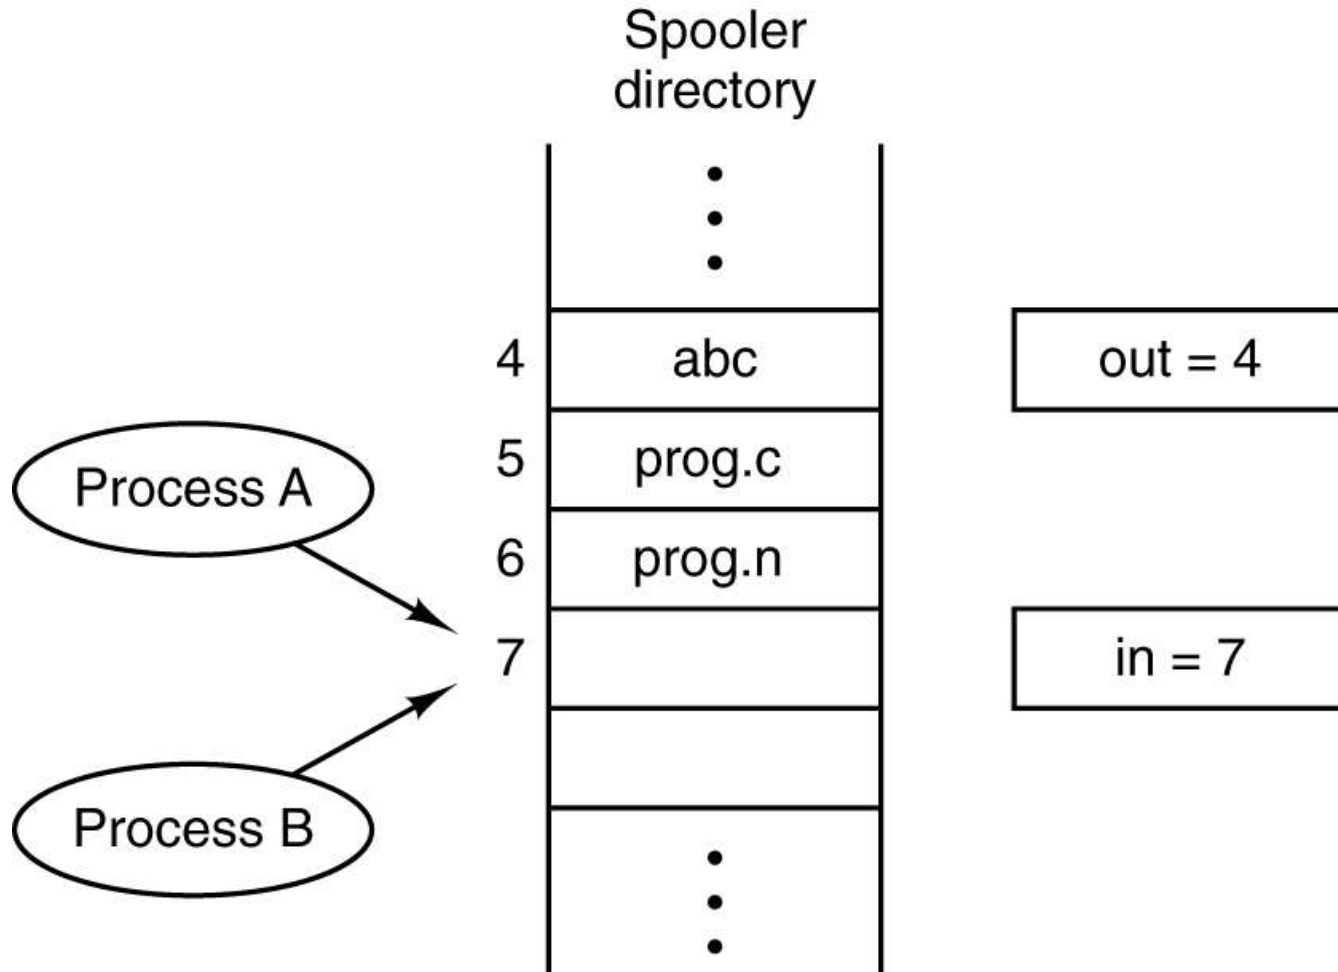 Spooler
directory
4 abc out = 4
5 prog.c
Process A
6 prog.n
7 in = 7
Process B